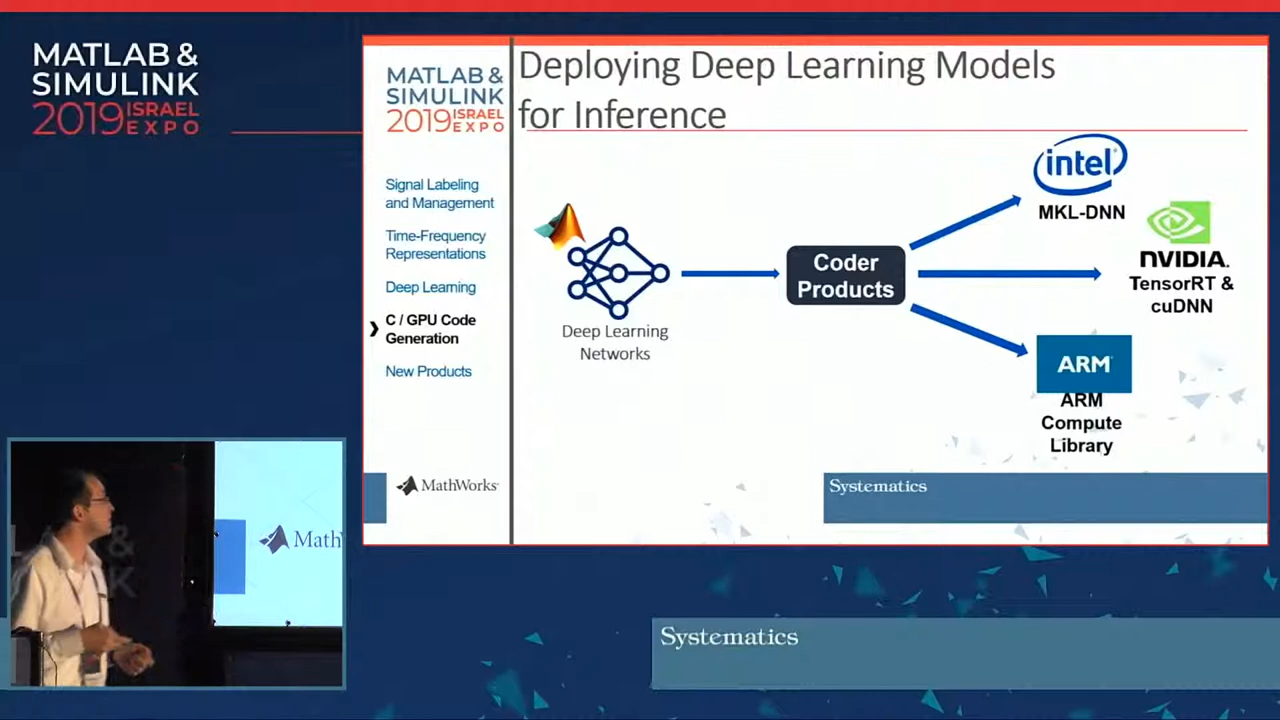 MATLAB &
SIMULINK
2019 ISRAEL EXPO
MATLAB &
SIMULINK
2019 ISRAEL EXPO
Deploying Deep Learning Models
for Inference
Signal Labeling
and Management
Time-Frequency
Representations
Deep Learning
C / GPU Code
Generation
New Products
Deep Learning
Networks
Coder
Products
intel
MKL-DNN
NVIDIA.
TensorRT &
cuDNN
ARM
ARM
Compute
Library
MathWorks
Systematics
Math
Systematics